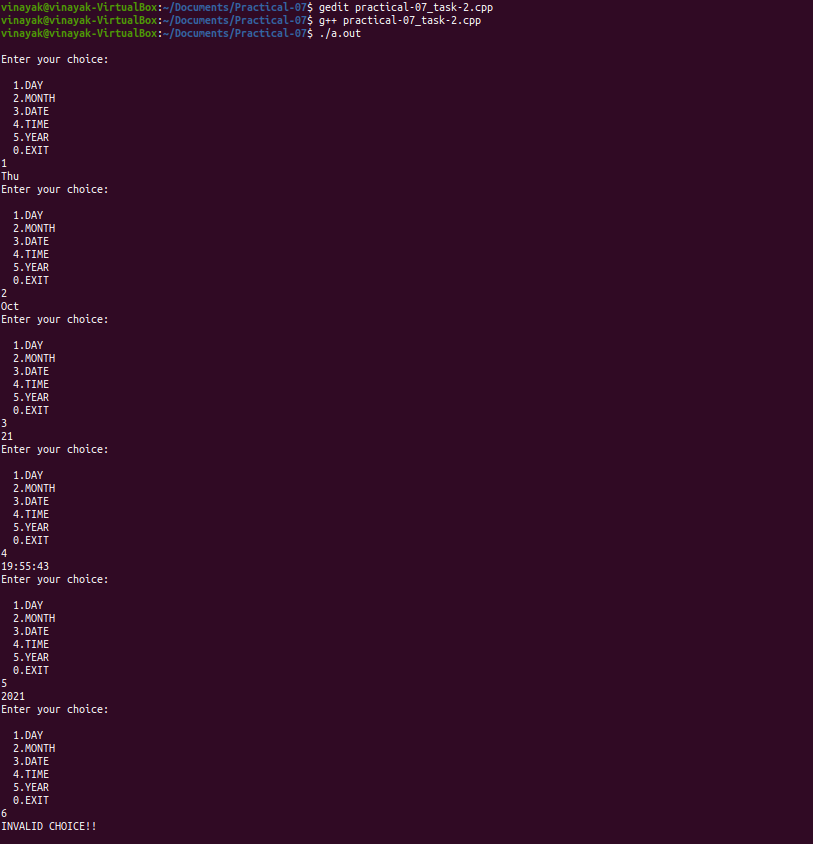 vinayak@vinayak-VirtualBox:~/Documents/Practical-07$ gedit practical-07_task-2.cpp
vinayak@vinayak-VirtualBox:~/Documents/Practical-07$ g++ practical-07_task-2.cpp
vinayak@vinayak-VirtualBox:~/Documents/Practical-07$ ./a.out
Enter your choice:
1.DAY
2.MONTH
3.DATE
4.TIME
5.YEAR
0.EXIT
1
Thu
Enter your choice:
1.DAY
2.MONTH
3.DATE
4.TIME
5.YEAR
0.EXIT
2
Oct
Enter your choice:
1.DAY
2.MONTH
3.DATE
4.TIME
5.YEAR
0.EXIT
3
21
Enter your choice:
1.DAY
2.MONTH
3.DATE
4.TIME
5.YEAR
0.EXIT
4
19:55:43
Enter your choice:
1.DAY
2.MONTH
3.DATE
4.TIME
5.YEAR
0.EXIT
5
2021
Enter your choice:
1.DAY
2.MONTH
3.DATE
4.TIME
5.YEAR
0.EXIT
6
INVALID CHOICE!!